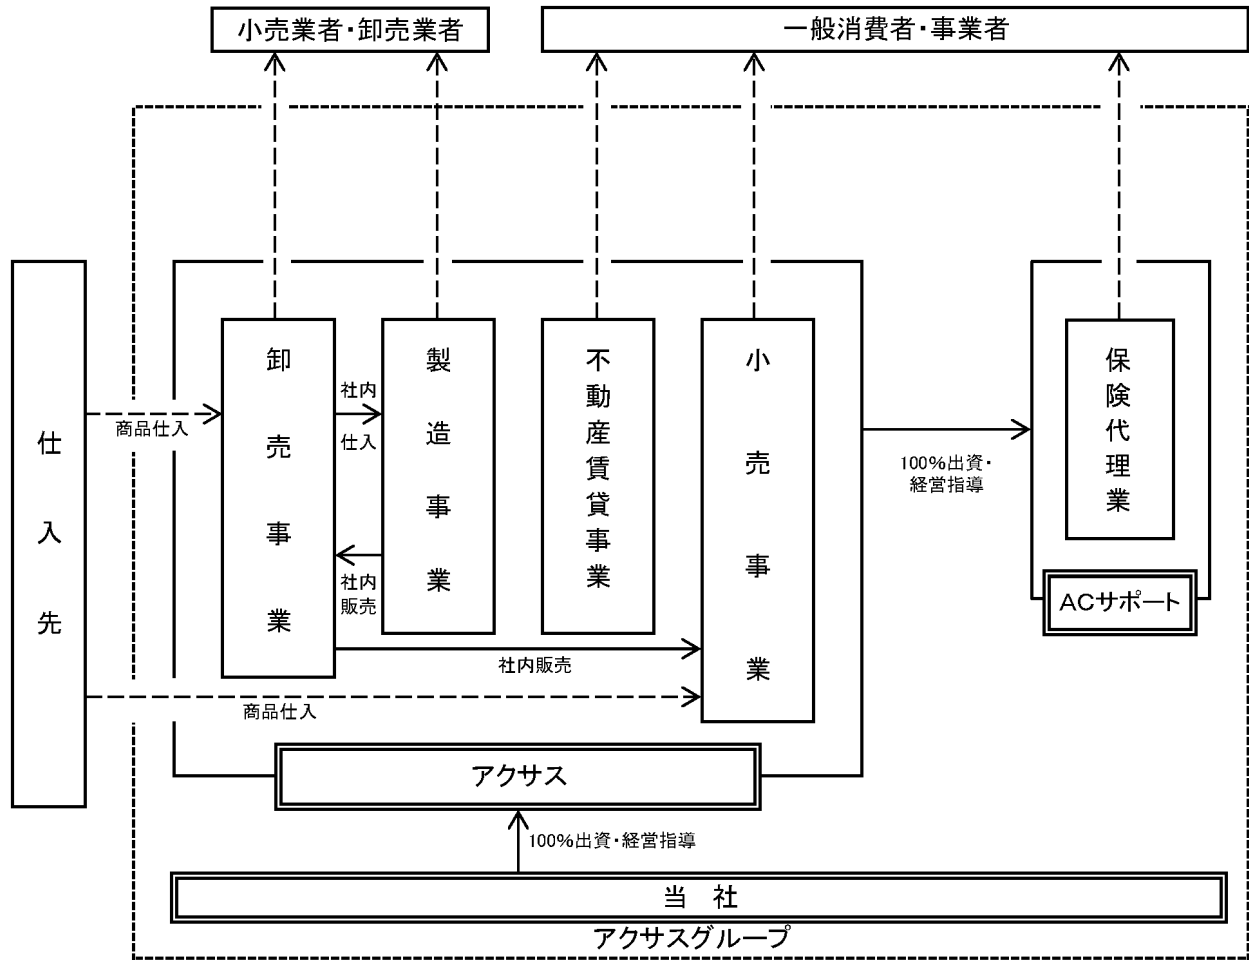 小売業者・卸売業者
一般消費者・事業者
仕入先
商品仕入
卸売事業
社内
仕入
製造事業
社内
販売
不動産賃貸事業
小売事業
社内販売
商品仕入
100%出資・
経営指導
保険代理業
ACサポート
アクサス
100%出資・経営指導
当 社
アクサスグループ